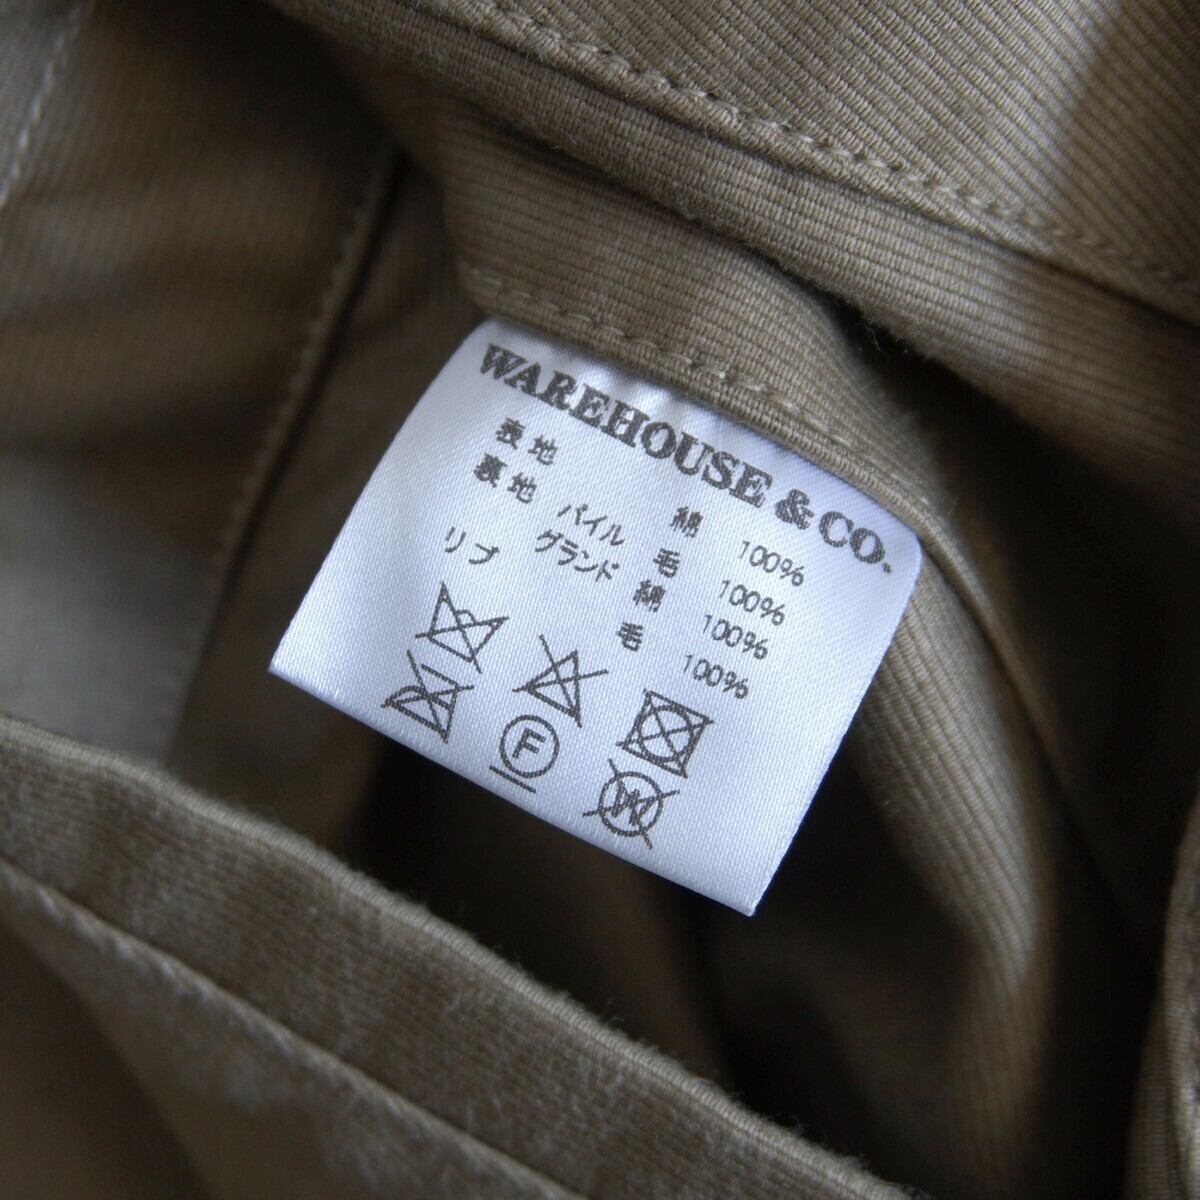 WAREHOUSE & CO.
表地 綿 100%
裏地 パイル 毛 100%
グランド 綿 100%
リブ 毛 100%
F
W